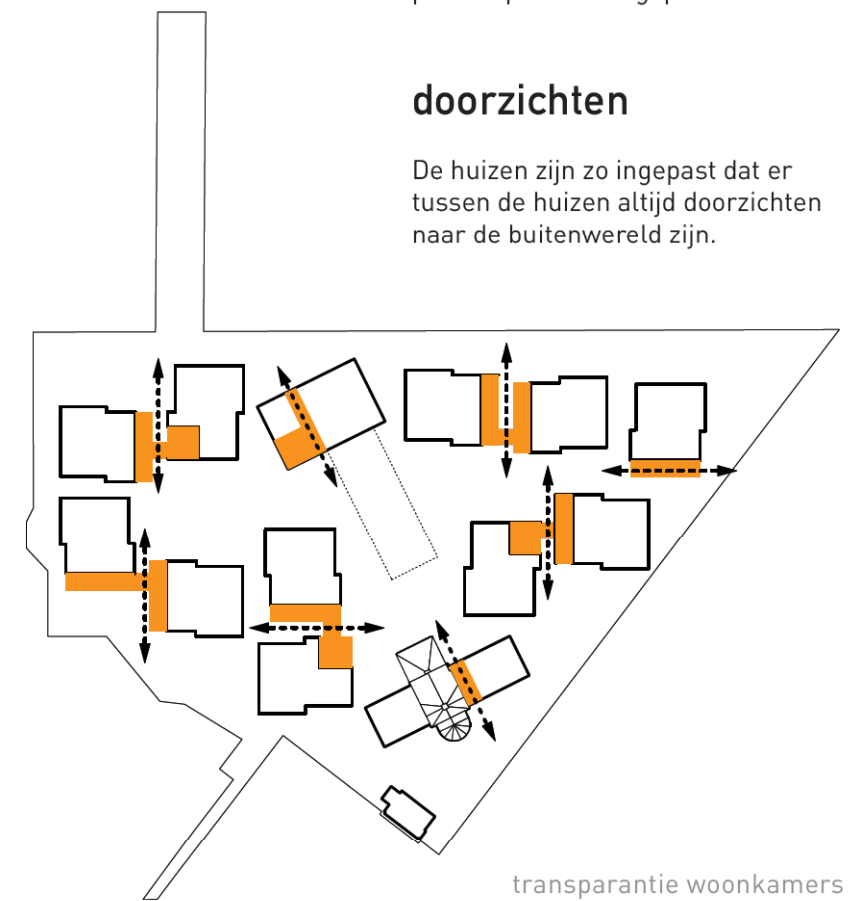 doorzichten
De huizen zijn zo ingepast dat er
tussen de huizen altijd doorzichten
naar de buitenwereld zijn.
transparantie woonkamers